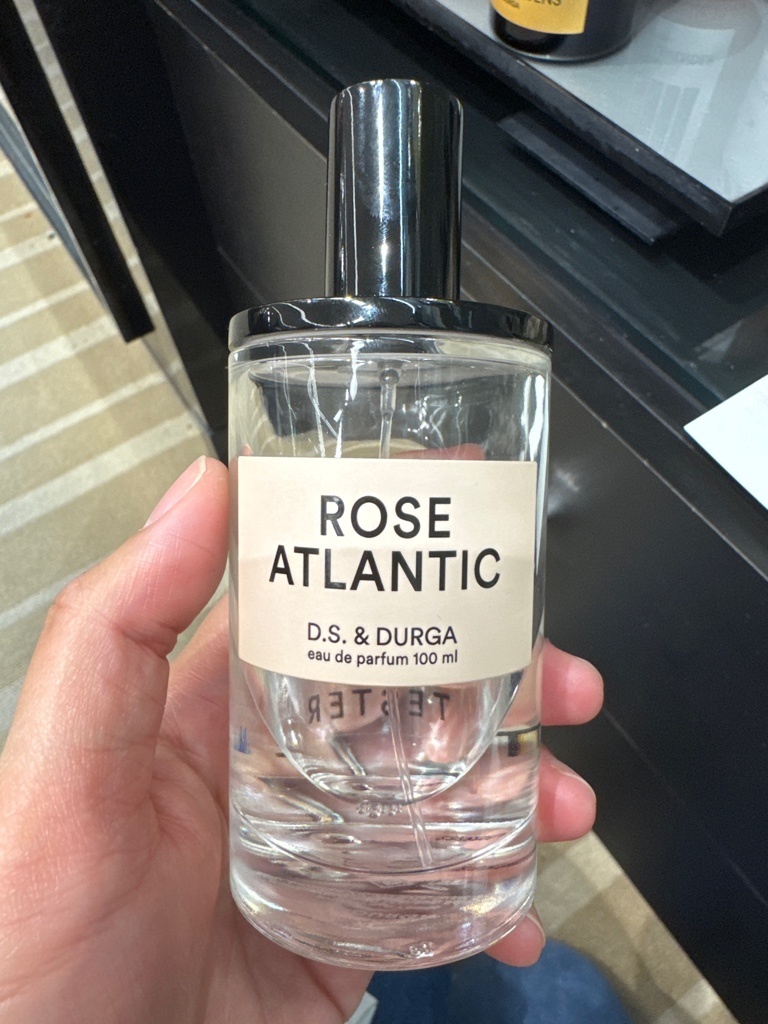 ROSE
ATLANTIC
D.S. & DURGA
eau de parfum 100 ml
TESTER